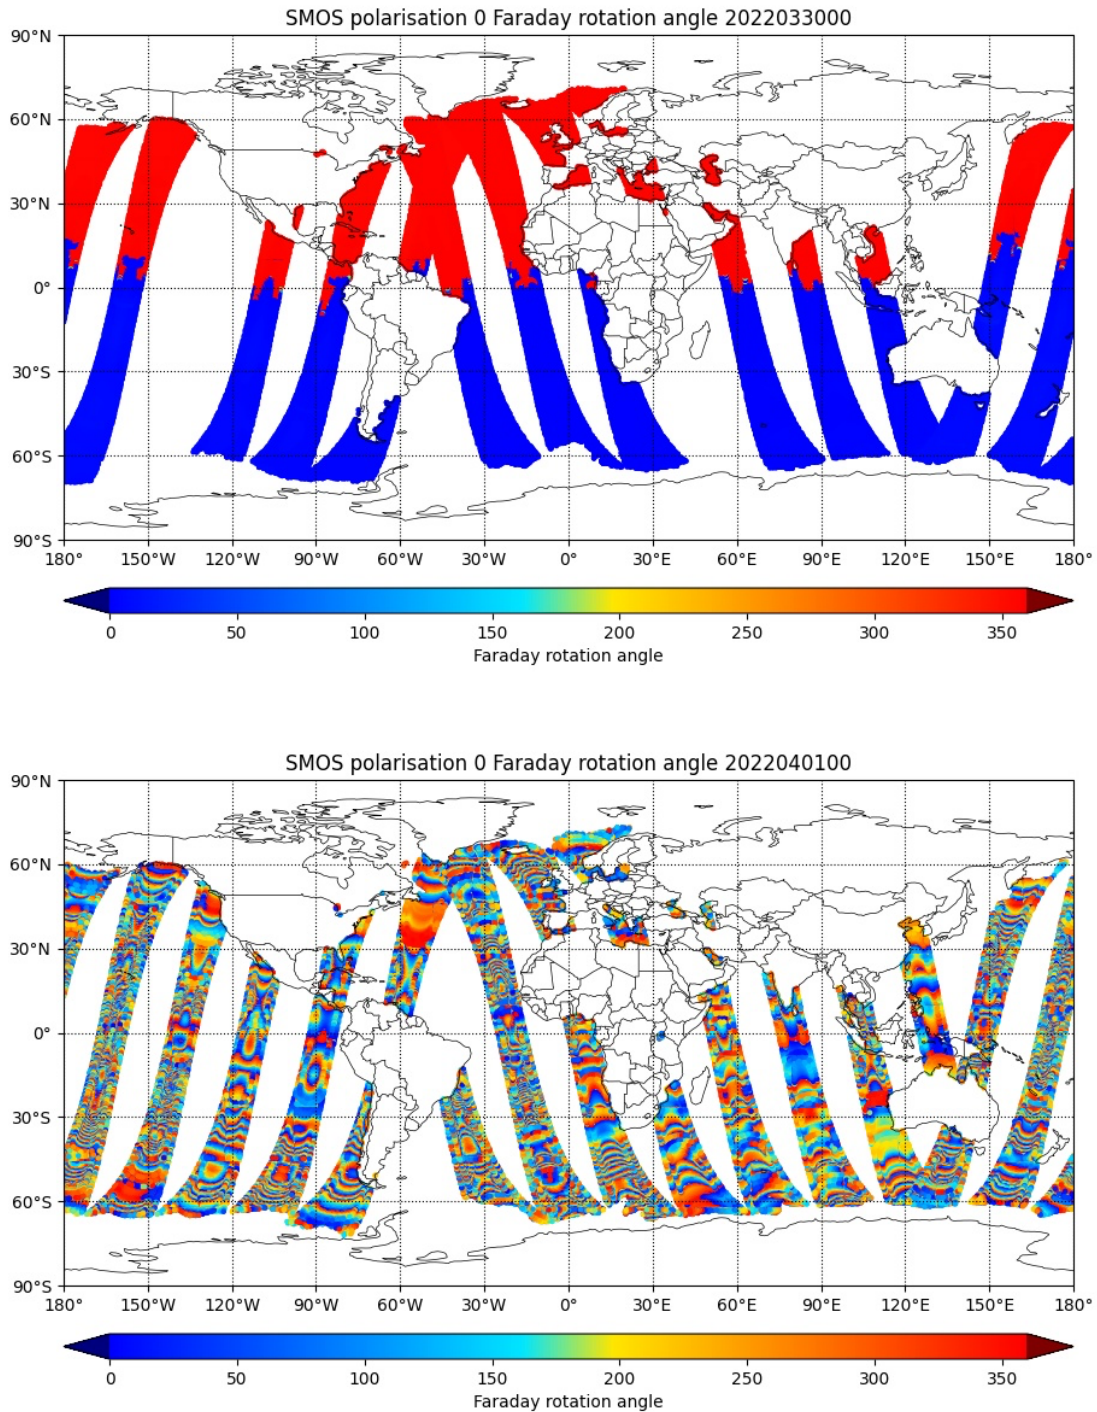 SMOS polarisation 0 Faraday rotation angle 2022033000
90°N
60°N
30°N
0°
30°S
60°S
90°S
180° 150°W 120°W 90°W 60°W 30°W 0° 30°E 60°E 90°E 120°E 150°E 180°
0 50 100 150 200 250 300 350
Faraday rotation angle
SMOS polarisation 0 Faraday rotation angle 2022040100
90°N
60°N
30°N
0°
30°S
60°S
90°S
180° 150°W 120°W 90°W 60°W 30°W 0° 30°E 60°E 90°E 120°E 150°E 180°
0 50 100 150 200 250 300 350
Faraday rotation angle